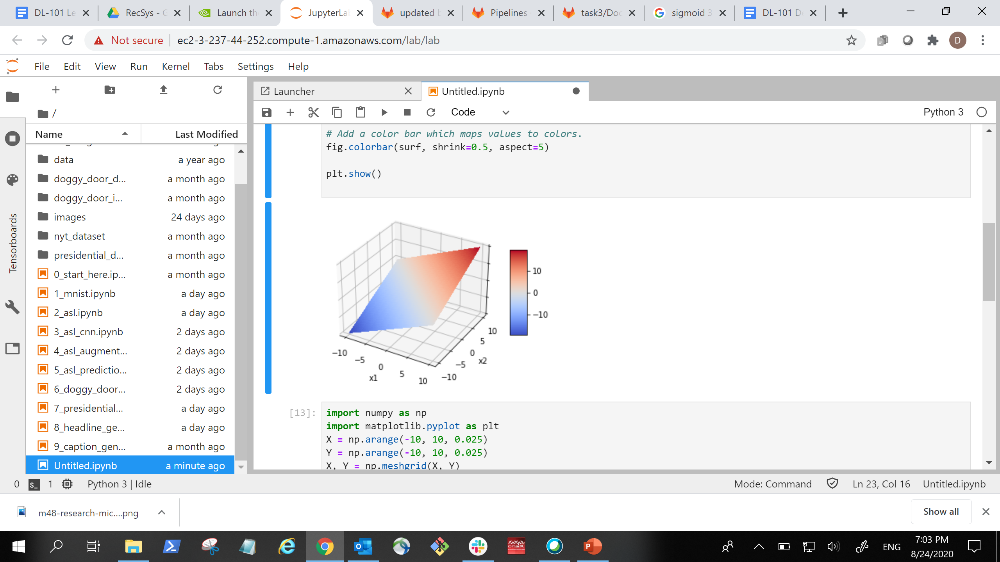 DL-101 Le
RecSys - G
Launch th
JupyterLa
updated b
Pipelines
task3/Doc
sigmoid 3
DL-101 D
Not secure
ec2-3-237-44-252.compute-1.amazonaws.com/lab/lab
D
File Edit View Run Kernel Tabs Settings Help
Launcher
Untitled.ipynb
/
Code
Python 3
Name Last Modified
data a year ago
doggy_door_d... a month ago
doggy_door_i... a month ago
images 24 days ago
nyt_dataset a month ago
presidential_d... a month ago
0_start_here.ip... a month ago
1_mnist.ipynb a day ago
2_asl.ipynb a day ago
3_asl_cnn.ipynb 2 days ago
4_asl_augment... 2 days ago
5_asl_predictio... 2 days ago
6_doggy_door... 2 days ago
7_presidential... a day ago
8_headline_ge... a day ago
9_caption_gen... a month ago
Untitled.ipynb a minute ago
Tensorboards
# Add a color bar which maps values to colors.
fig.colorbar(surf, shrink=0.5, aspect=5)
plt.show()
10
0
−10
−10
−5
0
5
10
x1
−10
−5
0
5
10
x2
[13]:
import numpy as np
import matplotlib.pyplot as plt
X = np.arange(-10, 10, 0.025)
Y = np.arange(-10, 10, 0.025)
X, Y = np.meshgrid(X, Y)
0 $_ 1 Python 3 | Idle
Mode: Command Ln 23, Col 16 Untitled.ipynb
m48-research-mic....png
Show all
AVAYA
one-X
ENG
7:03 PM
8/24/2020